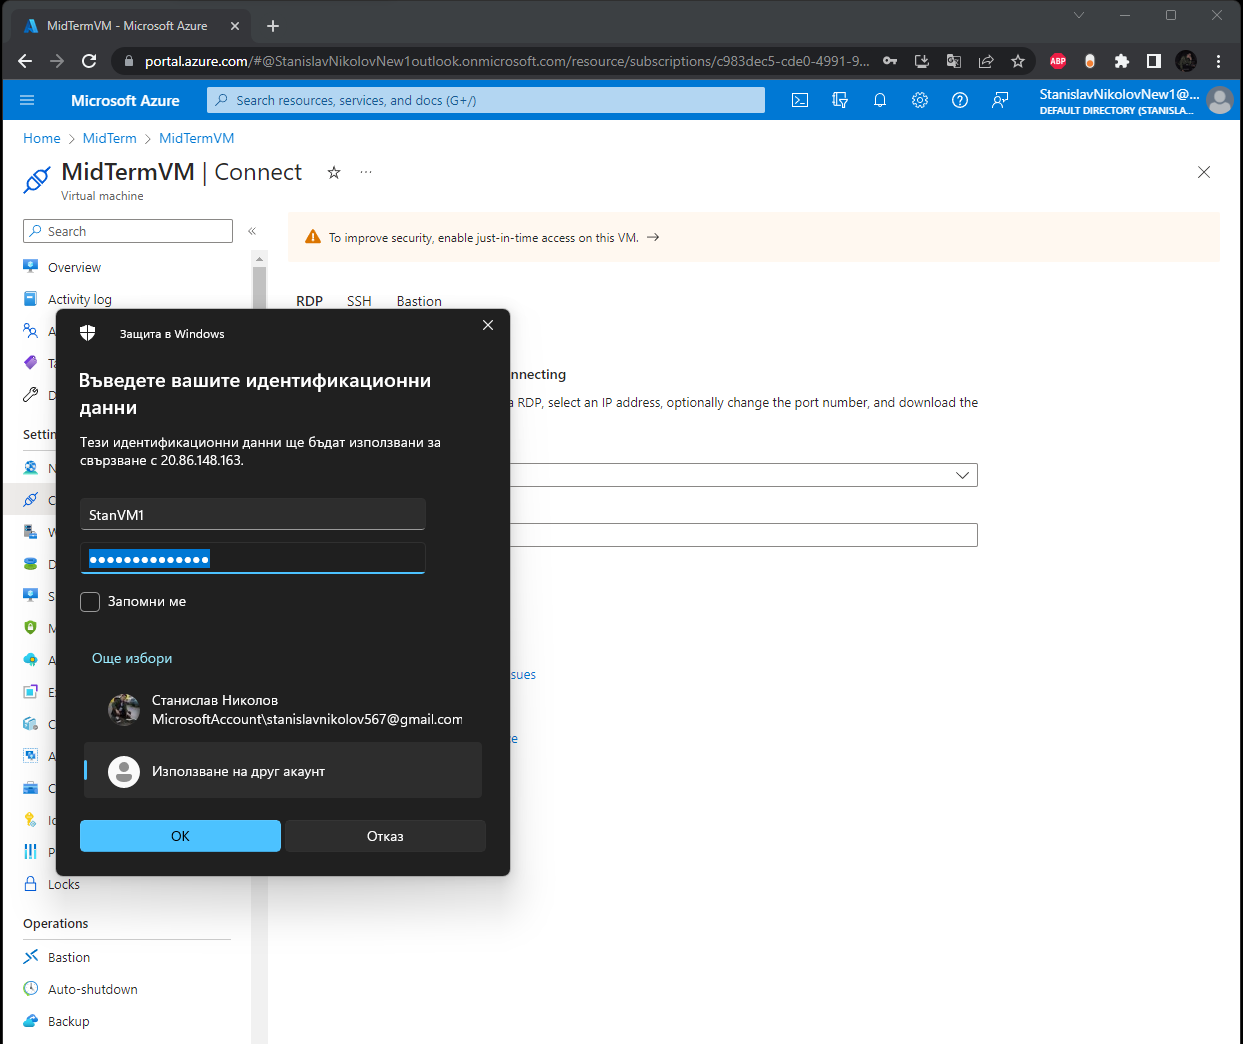 MidTermVM - Microsoft Azure
portal.azure.com/#@StanislavNikolovNew1outlook.onmicrosoft.com/resource/subscriptions/c983dec5-cde0-4991-9...
ABP
Microsoft Azure
Search resources, services, and docs (G+/)
StanislavNikolovNew1@...
DEFAULT DIRECTORY (STANISLA...
Home > MidTerm > MidTermVM
MidTermVM | Connect
Virtual machine
Search
To improve security, enable just-in-time access on this VM.
Overview
Activity log
RDP SSH Bastion
Защита в Windows
Въведете вашите идентификационни
данни
nnecting
a RDP, select an IP address, optionally change the port number, and download the
Тези идентификационни данни ще бъдат използвани за
свързване с 20.86.148.163.
Settin
StanVM1
Запомни ме
Още избори
sues
Станислав Николов
MicrosoftAccount\stanislavnikolov567@gmail.com
e
Използване на друг акаунт
OK
Отказ
Locks
Operations
Bastion
Auto-shutdown
Backup